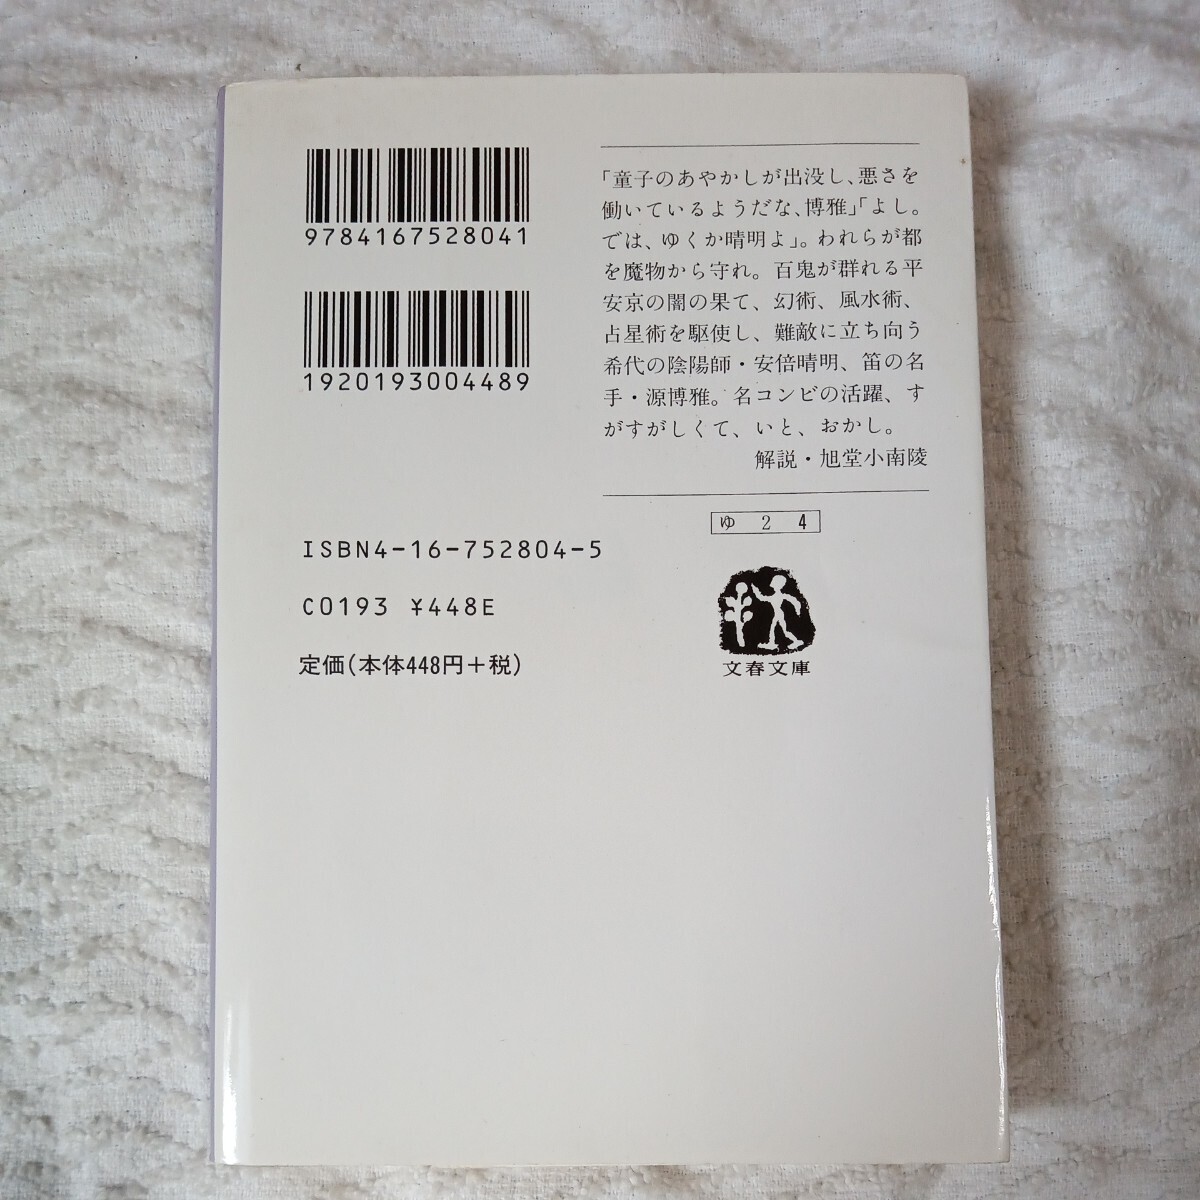 9784167528041
1920193004489
「童子のあやかしが出没し、悪さを
働いているようだな、博雅」「よし。
では、ゆくか晴明よ」。われらが都
を魔物から守れ。百鬼が群れる平
安京の闇の果て、幻術、風水術、
占星術を駆使し、難敵に立ち向う
希代の陰陽師・安倍晴明、笛の名
手・源博雅。名コンビの活躍、す
がすがしくて、いと、おかし。
解説・旭堂小南陵
ゆ 2 4
ISBN4-16-752804-5
C0193 ¥448E
定価(本体448円+税)
文春文庫